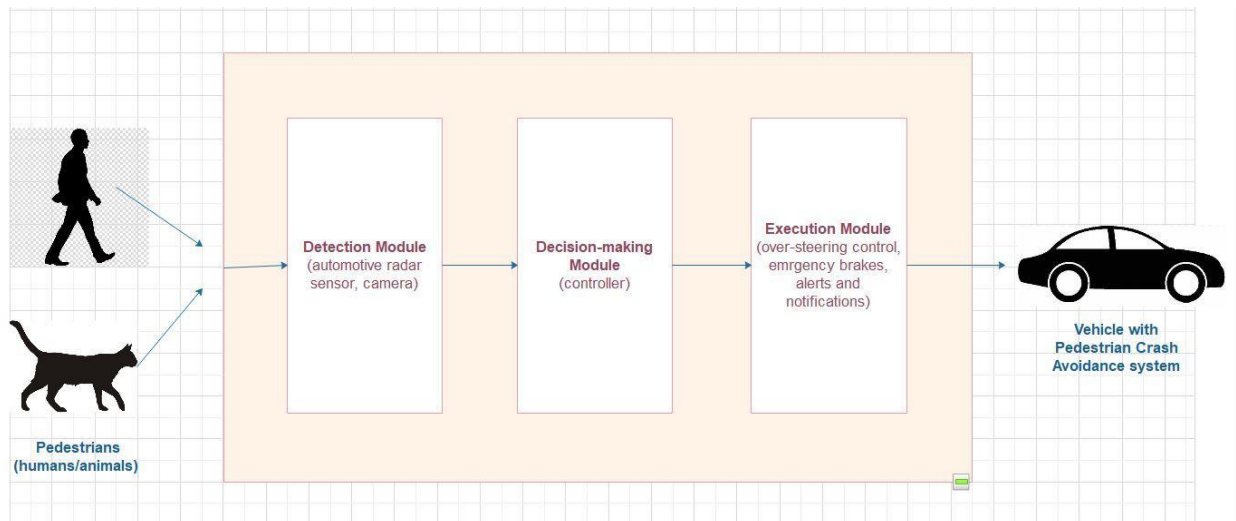 Detection Module
(automotive radar
sensor, camera)
Decision-making
Module
(controller)
Execution Module
(over-steering control,
emrgency brakes,
alerts and
notifications)
Vehicle with
Pedestrian Crash
Avoidance system
Pedestrians
(humans/animals)